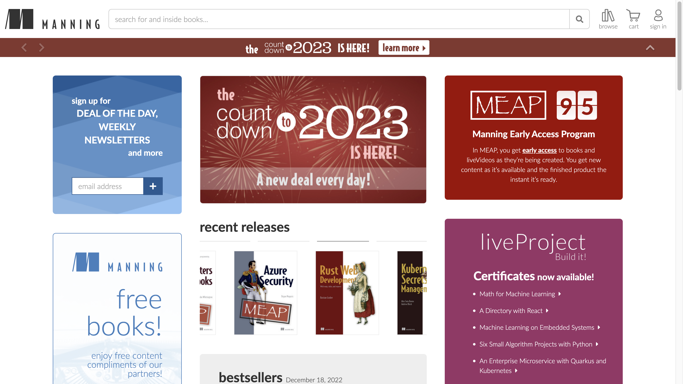 MANNING
search for and inside books...
browse
cart
sign in
the count down to 2023 IS HERE! learn more
sign up for
DEAL OF THE DAY,
WEEKLY
NEWSLETTERS
and more
email address
+
the
count
down to 2023
IS HERE!
A new deal every day!
MEAP 95
Manning Early Access Program
In MEAP, you get early access to books and
liveVideos as they're being created. You get new
content as it's available and the finished product the
instant it's ready.
recent releases
Azure
Security
MEAP
Rust Web
Development
MANNING
free
books!
enjoy free content
compliments of our
partners!
liveProject
Build it!
Certificates now available!
Math for Machine Learning
A Directory with React
Machine Learning on Embedded Systems
Six Small Algorithm Projects with Python
An Enterprise Microservice with Quarkus and
Kubernetes
bestsellers December 18, 2022